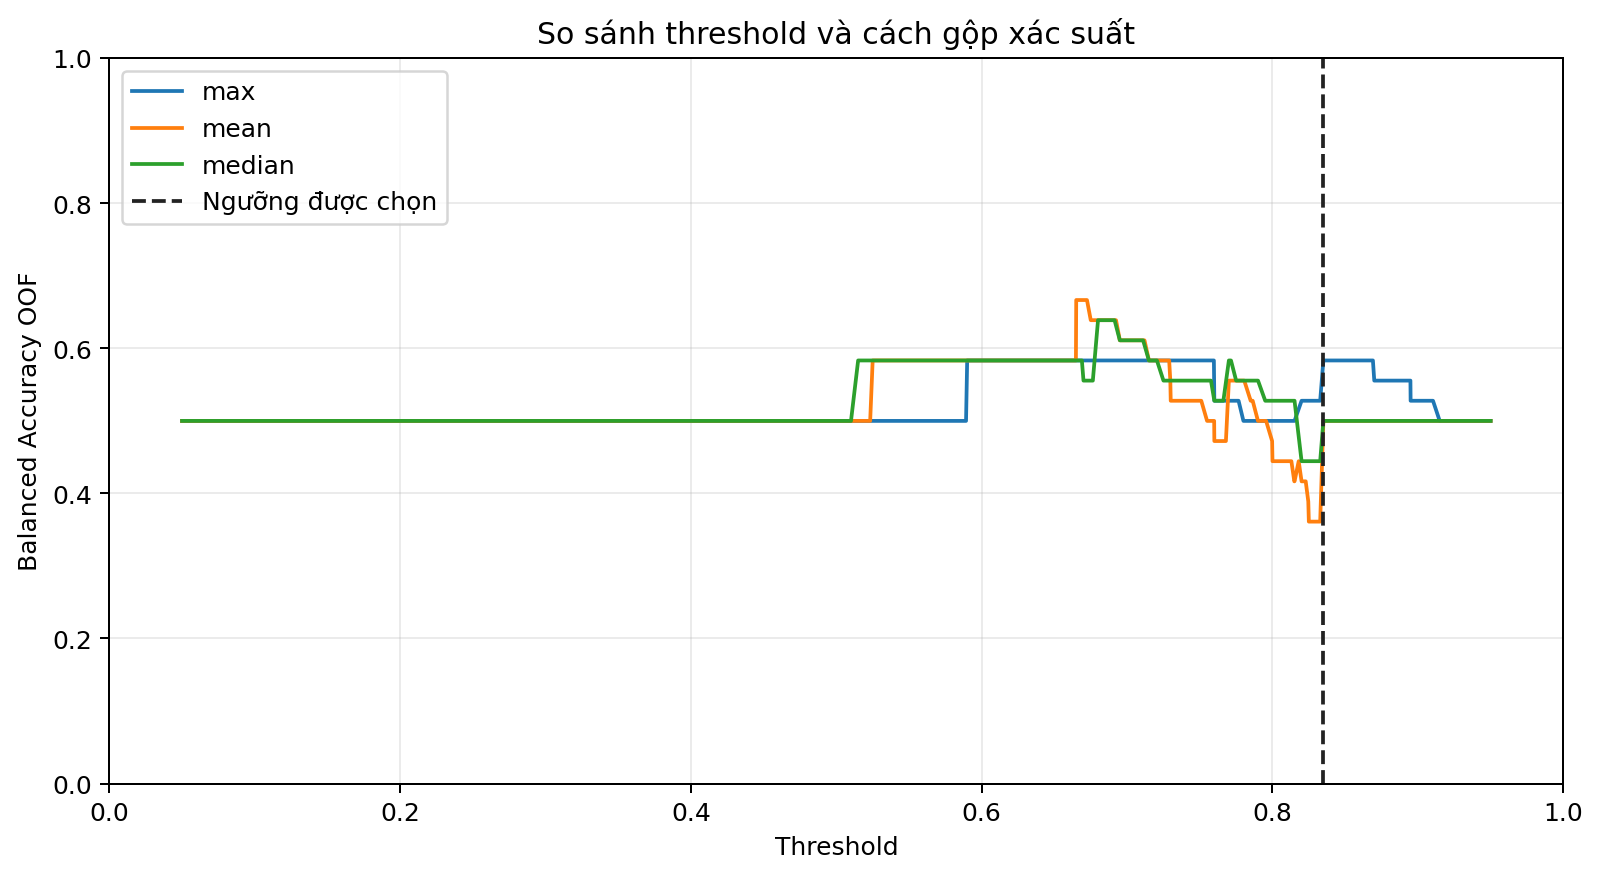 So sánh threshold và cách gộp xác suất
1.0
0.8
0.6
0.4
0.2
0.0
Balanced Accuracy OOF
max
mean
median
Ngưỡng được chọn
0.0 0.2 0.4 0.6 0.8 1.0
Threshold